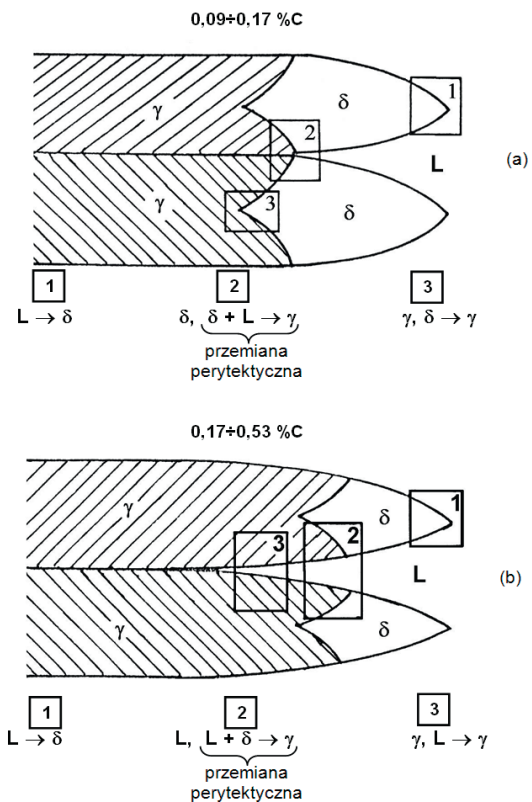 0,09÷0,17 %C
γ
δ
1
2
L
(a)
γ
3
δ
1 2 3
L → δ δ, δ + L → γ γ, δ → γ
przemiana
perytektyczna
0,17÷0,53 %C
γ
δ
1
2
3
L
(b)
γ
δ
1 2 3
L → δ L, L + δ → γ γ, L → γ
przemiana
perytektyczna